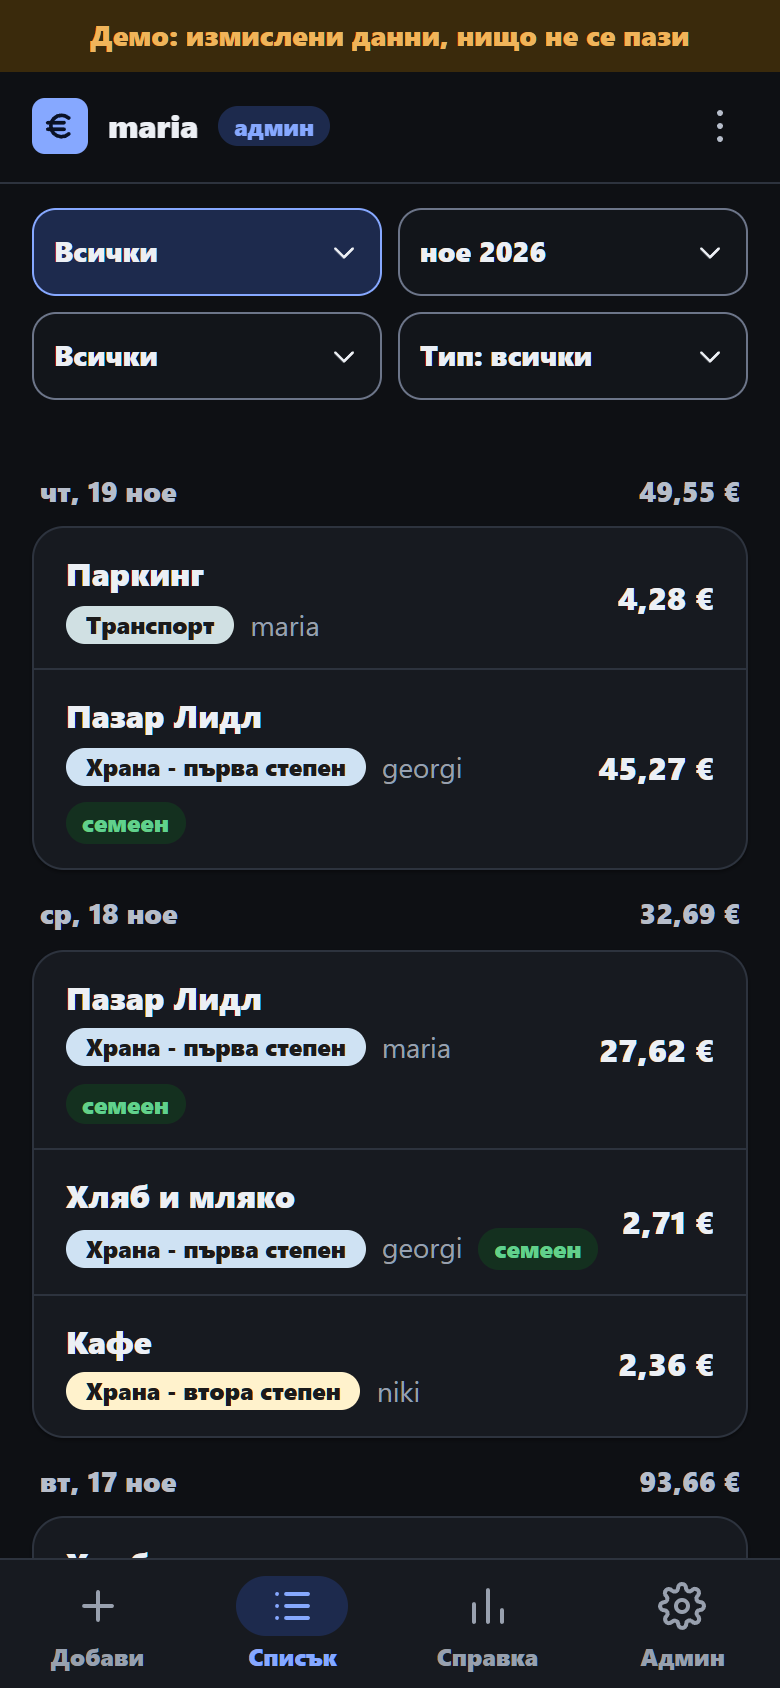 Демо: измислени данни, нищо не се пази
€ maria админ
Всички ное 2026
Всички Тип: всички
чт, 19 ное 49,55 €
Паркинг
4,28 €
Транспорт maria
Пазар Лидл
Храна - първа степен georgi 45,27 €
семеен
ср, 18 ное 32,69 €
Пазар Лидл
Храна - първа степен maria 27,62 €
семеен
Хляб и мляко
2,71 €
Храна - първа степен georgi семеен
Кафе
2,36 €
Храна - втора степен niki
вт, 17 ное 93,66 €
Добави Списък Справка Админ